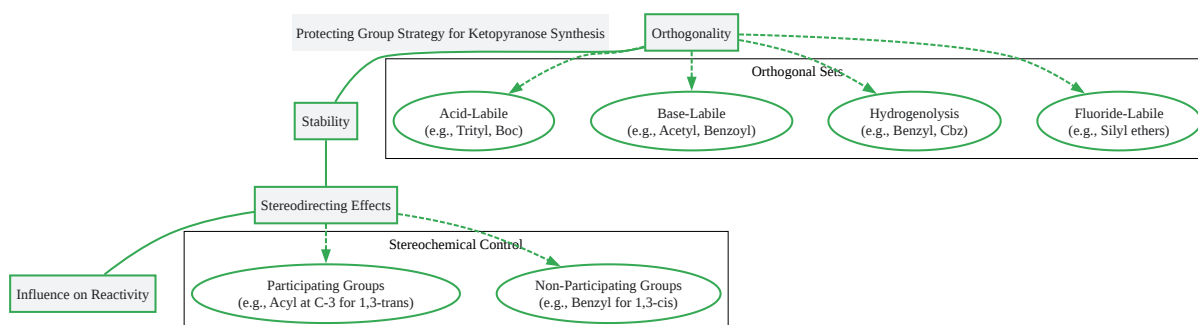 Protecting Group Strategy for Ketopyranose Synthesis
Orthogonality
Orthogonal Sets
Acid-Labile
(e.g., Trityl, Boc)
Base-Labile
(e.g., Acetyl, Benzoyl)
Hydrogenolysis
(e.g., Benzyl, Cbz)
Fluoride-Labile
(e.g., Silyl ethers)
Stability
Stereodirecting Effects
Stereochemical Control
Influence on Reactivity
Participating Groups
(e.g., Acyl at C-3 for 1,3-trans)
Non-Participating Groups
(e.g., Benzyl for 1,3-cis)